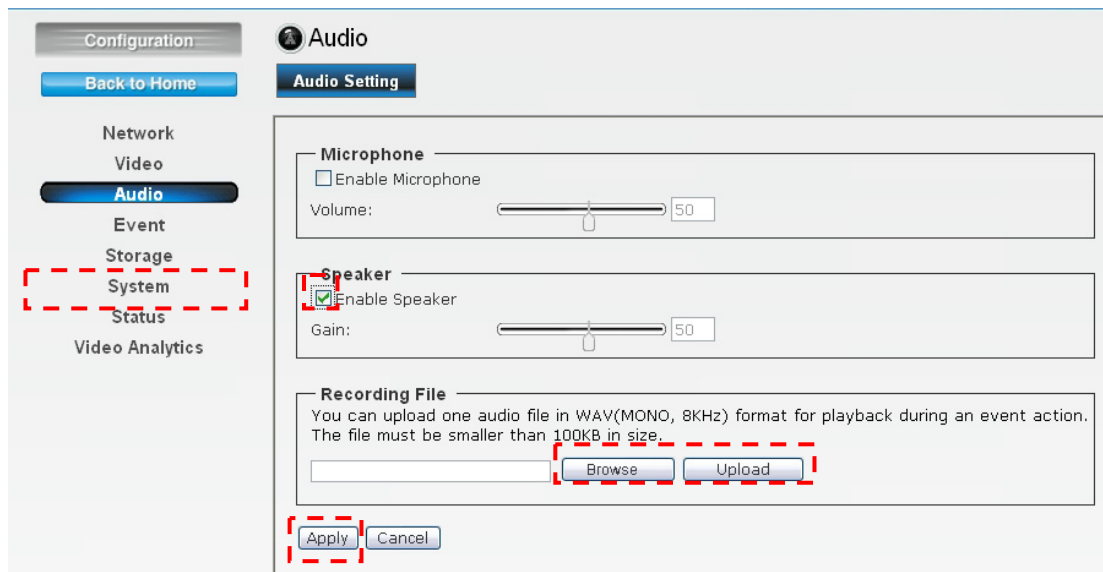 Configuration
Back to Home
Network
Video
Audio
Event
Storage
System
Status
Video Analytics
Audio
Audio Setting
Microphone
Enable Microphone
Volume: 50
Speaker
Enable Speaker
Gain: 50
Recording File
You can upload one audio file in WAV(MONO, 8KHz) format for playback during an event action.
The file must be smaller than 100KB in size.
Browse Upload
Apply Cancel